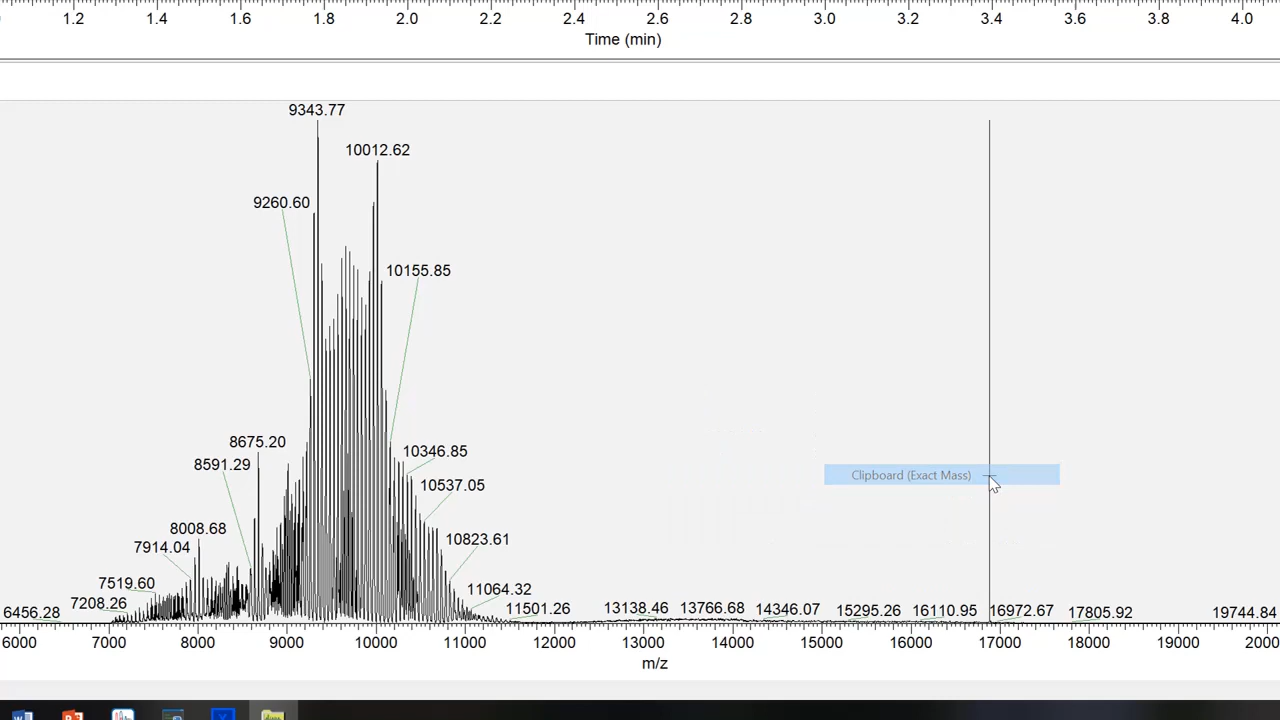 1.2 1.4 1.6 1.8 2.0 2.2 2.4 2.6 2.8 3.0 3.2 3.4 3.6 3.8 4.0
Time (min)
9343.77
10012.62
9260.60
10155.85
8675.20
10346.85
8591.29
10537.05
8008.68
10823.61
7914.04
7519.60
11064.32
7208.26
6456.28
11501.26 13138.46 13766.68 14346.07 15295.26 16110.95 16972.67 17805.92 19744.84
Clipboard (Exact Mass)
6000 7000 8000 9000 10000 11000 12000 13000 14000 15000 16000 17000 18000 19000 2000
m/z